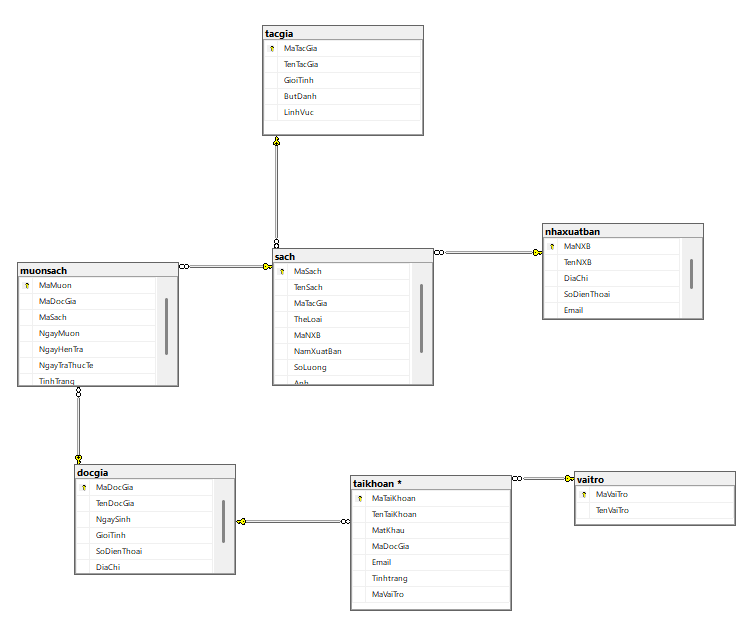 tacgia
MaTacGia
TenTacGia
GioiTinh
ButDanh
LinhVuc
nhaxuatban
MaNXB
TenNXB
DiaChi
SoDienThoai
Email
sach
MaSach
TenSach
MaTacGia
TheLoai
MaNXB
NamXuatBan
SoLuong
Anh
muonsach
MaMuon
MaDocGia
MaSach
NgayMuon
NgayHenTra
NgayTraThucTe
TinhTrang
docgia
MaDocGia
TenDocGia
NgaySinh
GioiTinh
SoDienThoai
DiaChi
taikhoan *
MaTaiKhoan
TenTaiKhoan
MatKhau
MaDocGia
Email
Tinhtrang
MaVaiTro
vaitro
MaVaiTro
TenVaiTro